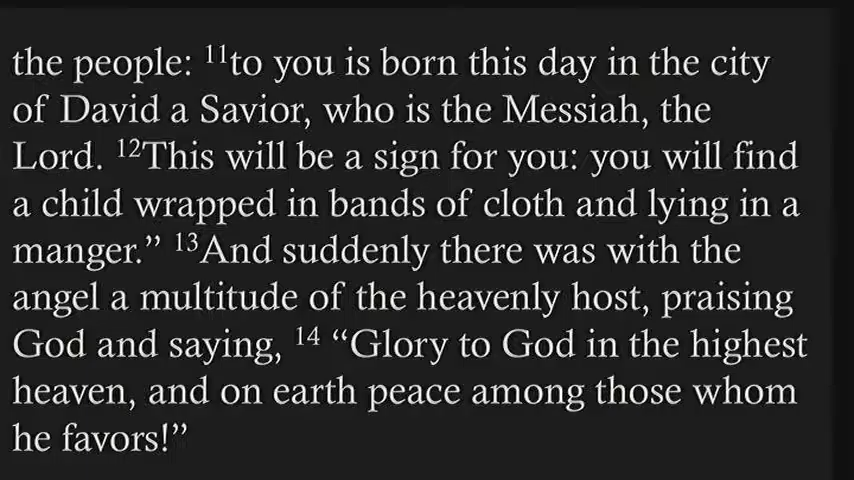 the people: ¹¹to you is born this day in the city
of David a Savior, who is the Messiah, the
Lord. ¹²This will be a sign for you: you will find
a child wrapped in bands of cloth and lying in a
manger.” ¹³And suddenly there was with the
angel a multitude of the heavenly host, praising
God and saying, ¹⁴ “Glory to God in the highest
heaven, and on earth peace among those whom
he favors!”